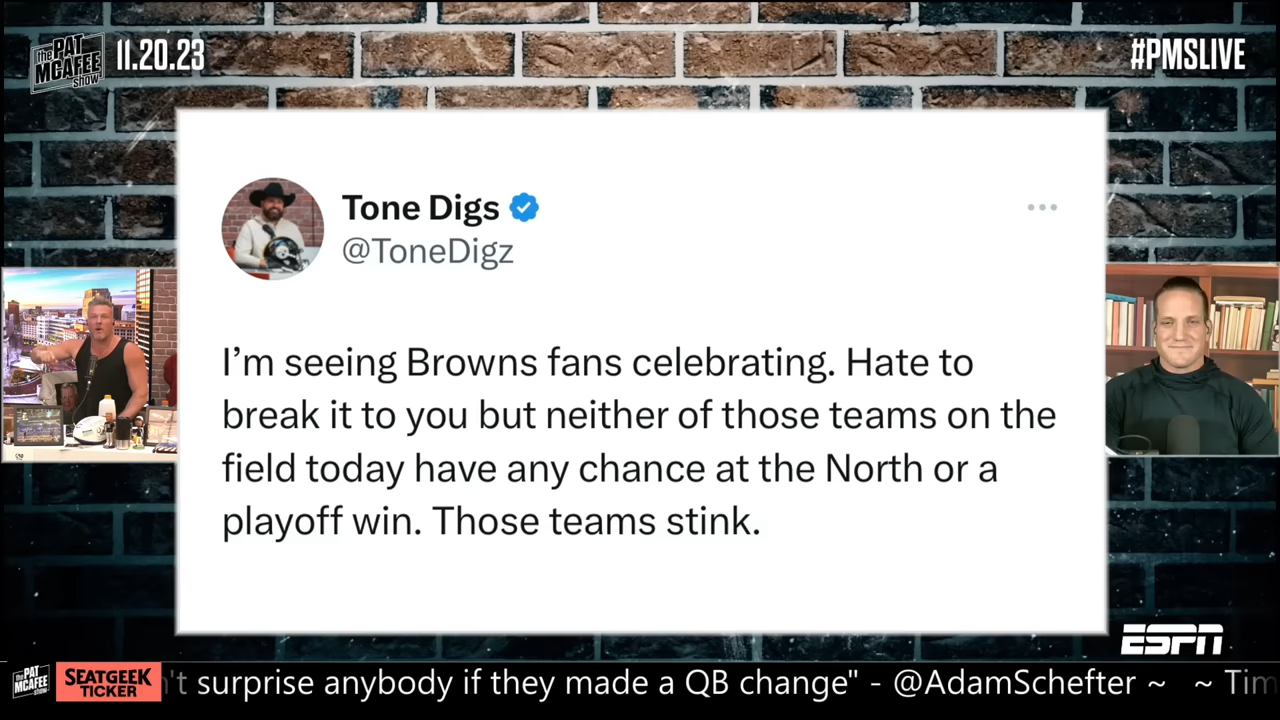 the PAT MCAFEE show
11.20.23
#PMSLIVE
Tone Digs
@ToneDigz
I’m seeing Browns fans celebrating. Hate to
break it to you but neither of those teams on the
field today have any chance at the North or a
playoff win. Those teams stink.
ESPN
the PAT MCAFEE show
SEATGEEK
TICKER
't surprise anybody if they made a QB change" - @AdamSchefter ~ ~ Tim